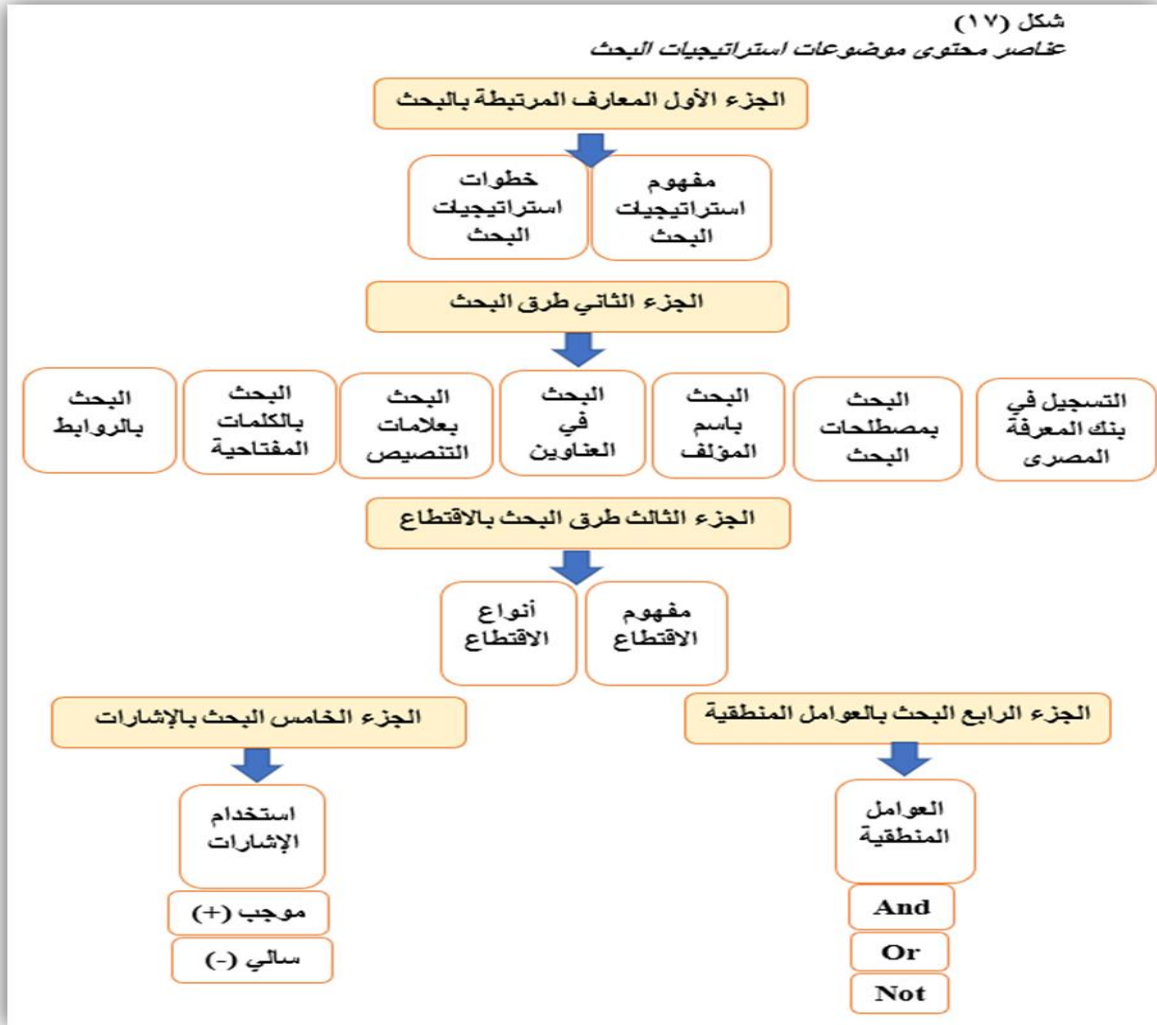 شكل (١٧)
عناصر محتوى موضوعات استراتيجيات البحث
الجزء الأول المعارف المرتبطة بالبحث
مفهوم
استراتيجيات
البحث
خطوات
استراتيجيات
البحث
الجزء الثاني طرق البحث
التسجيل في
بنك المعرفة
المصرى
البحث
بمصطلحات
البحث
البحث
باسم
المؤلف
البحث
في
العناوين
البحث
بعلامات
التنصيص
البحث
بالكلمات
المفتاحية
البحث
بالروابط
الجزء الثالث طرق البحث بالاقتطاع
مفهوم
الاقتطاع
أنواع
الاقتطاع
الجزء الرابع البحث بالعوامل المنطقية
العوامل
المنطقية
And
Or
Not
الجزء الخامس البحث بالإشارات
استخدام
الإشارات
موجب (+)
سالي (-)